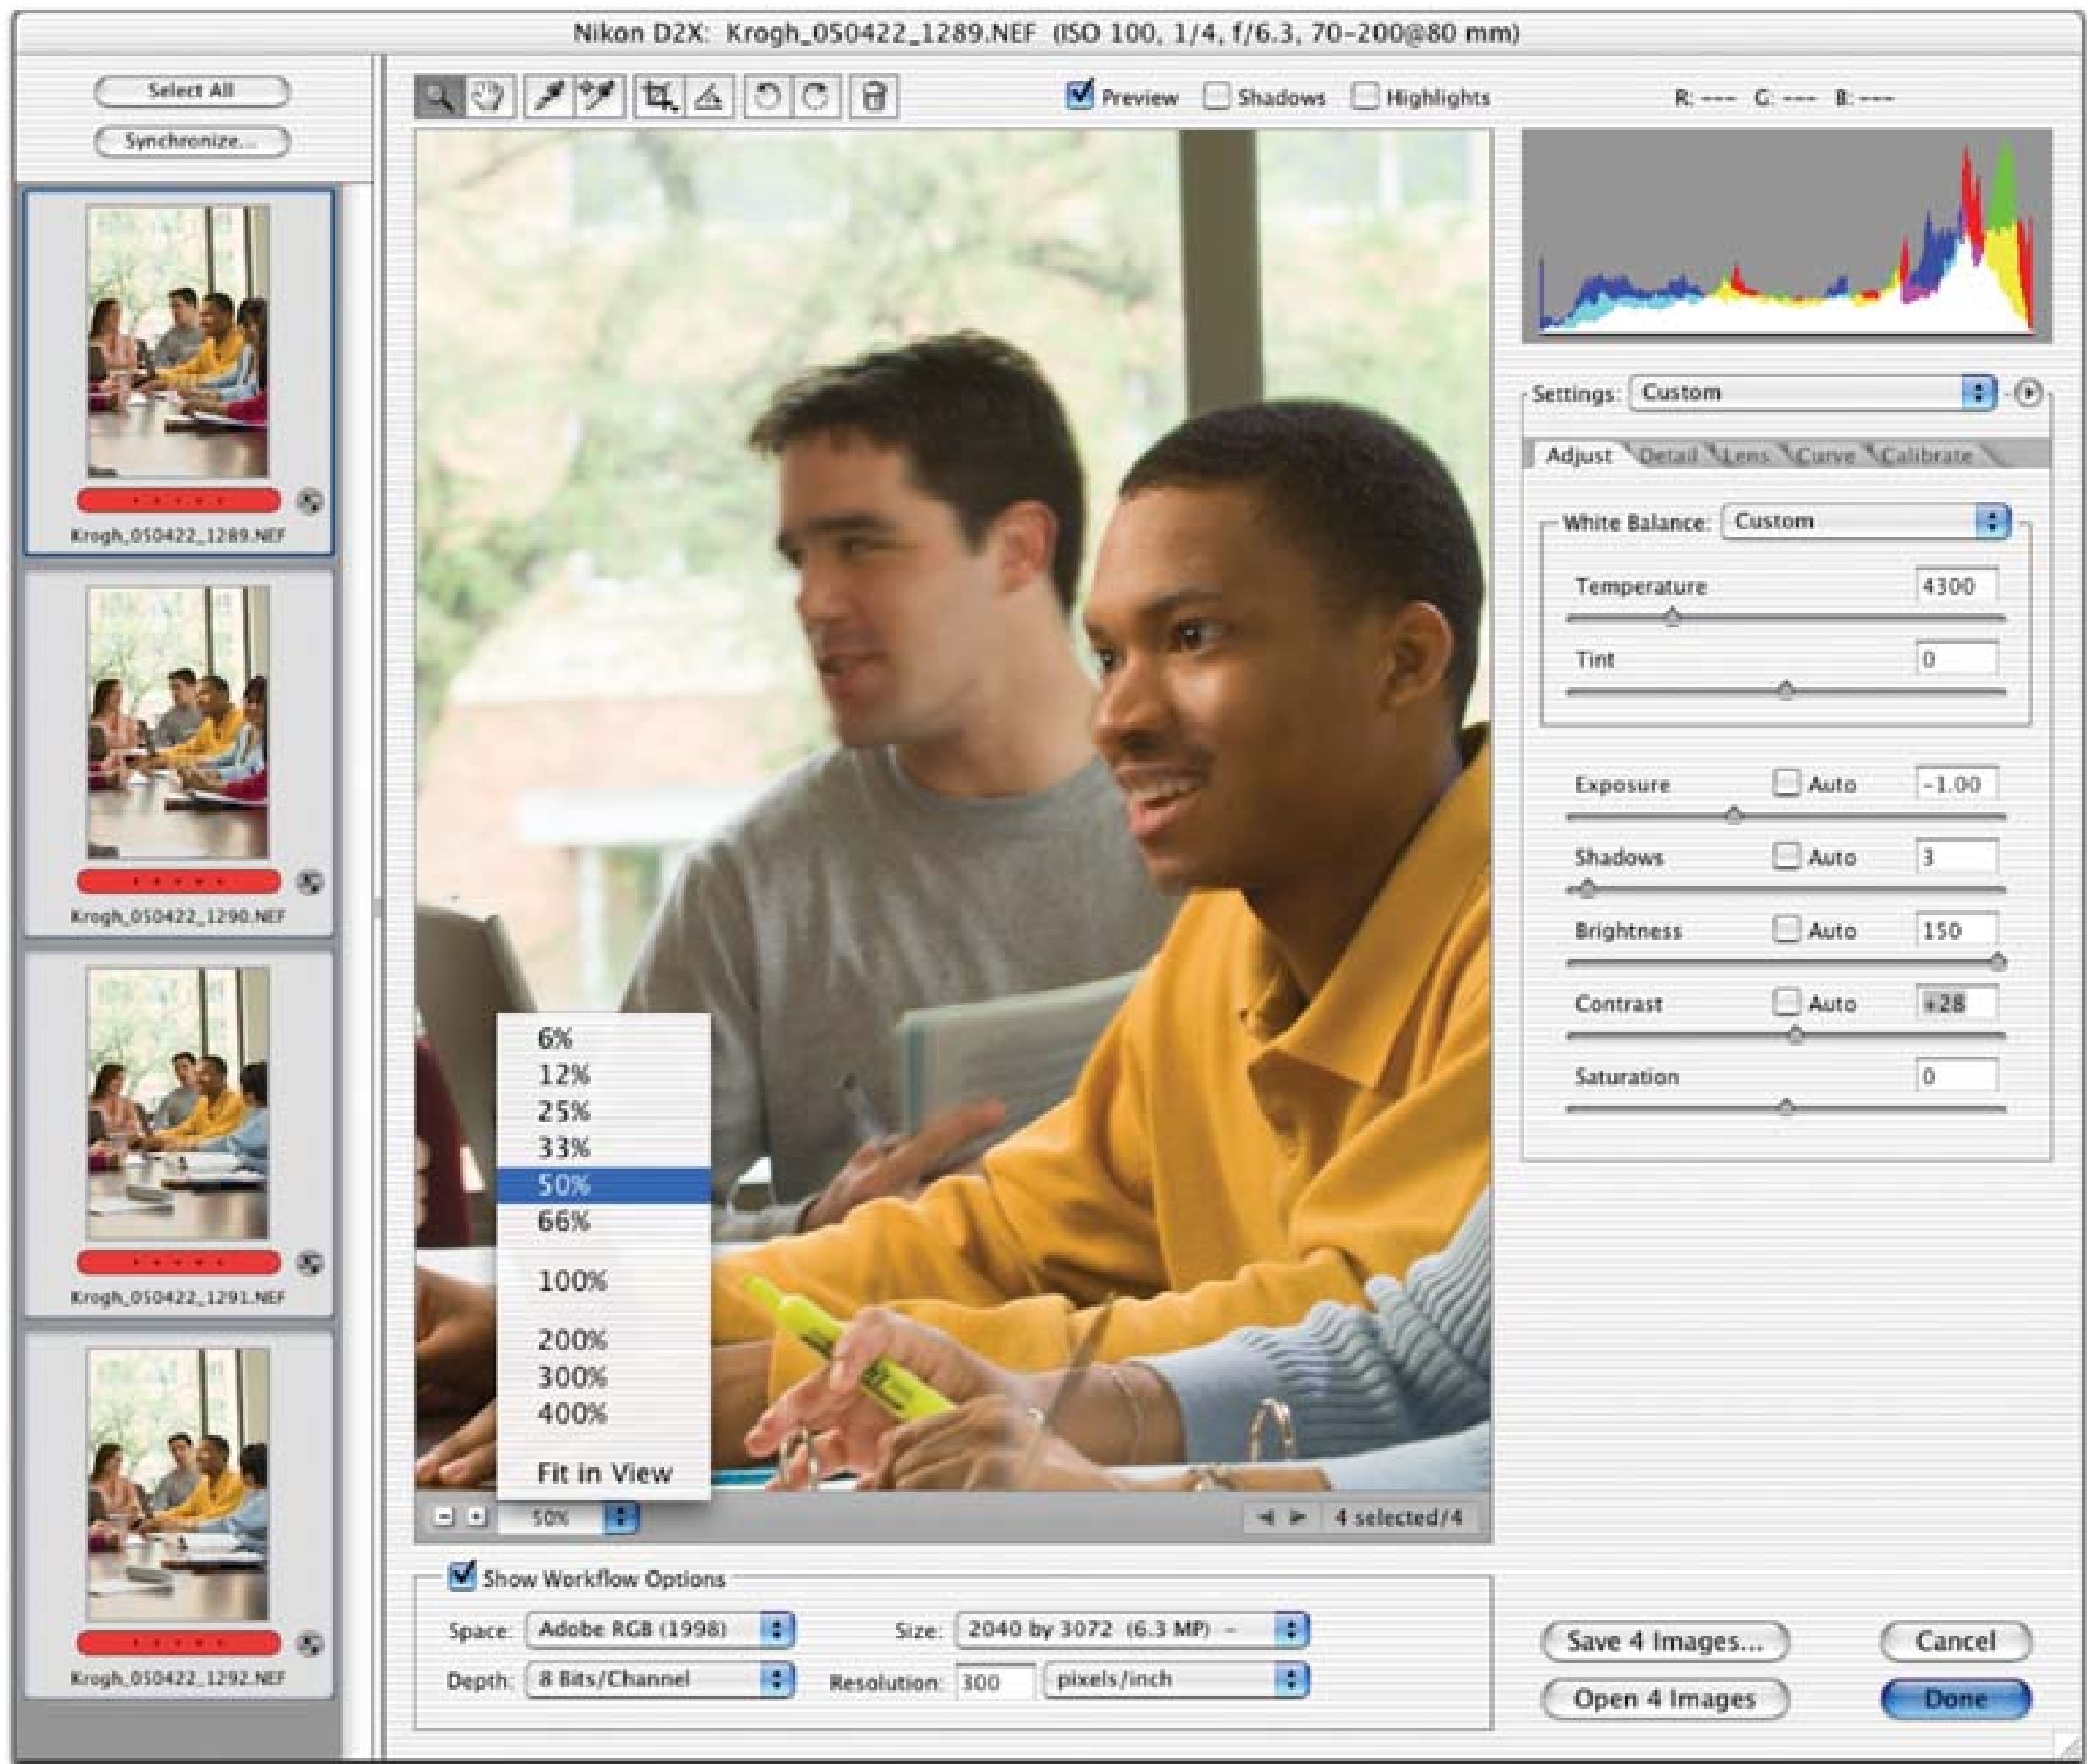 Nikon D2X: Krogh_050422_1289.NEF (ISO 100, 1/4, f/6.3, 70-200@80 mm)
Select All
Synchronize...
Krogh_050422_1289.NEF
Krogh_050422_1290.NEF
Krogh_050422_1291.NEF
Krogh_050422_1292.NEF
Preview Shadows Highlights
R: --- G: --- B: ---
6%
12%
25%
33%
50%
66%
100%
200%
300%
400%
Fit in View
50%
4 selected/4
Show Workflow Options
Space: Adobe RGB (1998) Size: 2040 by 3072 (6.3 MP) -
Depth: 8 Bits/Channel Resolution: 300 pixels/inch
Settings: Custom
Adjust Detail Lens Curve Calibrate
White Balance: Custom
Temperature 4300
Tint 0
Exposure Auto -1.00
Shadows Auto 3
Brightness Auto 150
Contrast Auto +28
Saturation 0
Save 4 Images... Cancel
Open 4 Images Done